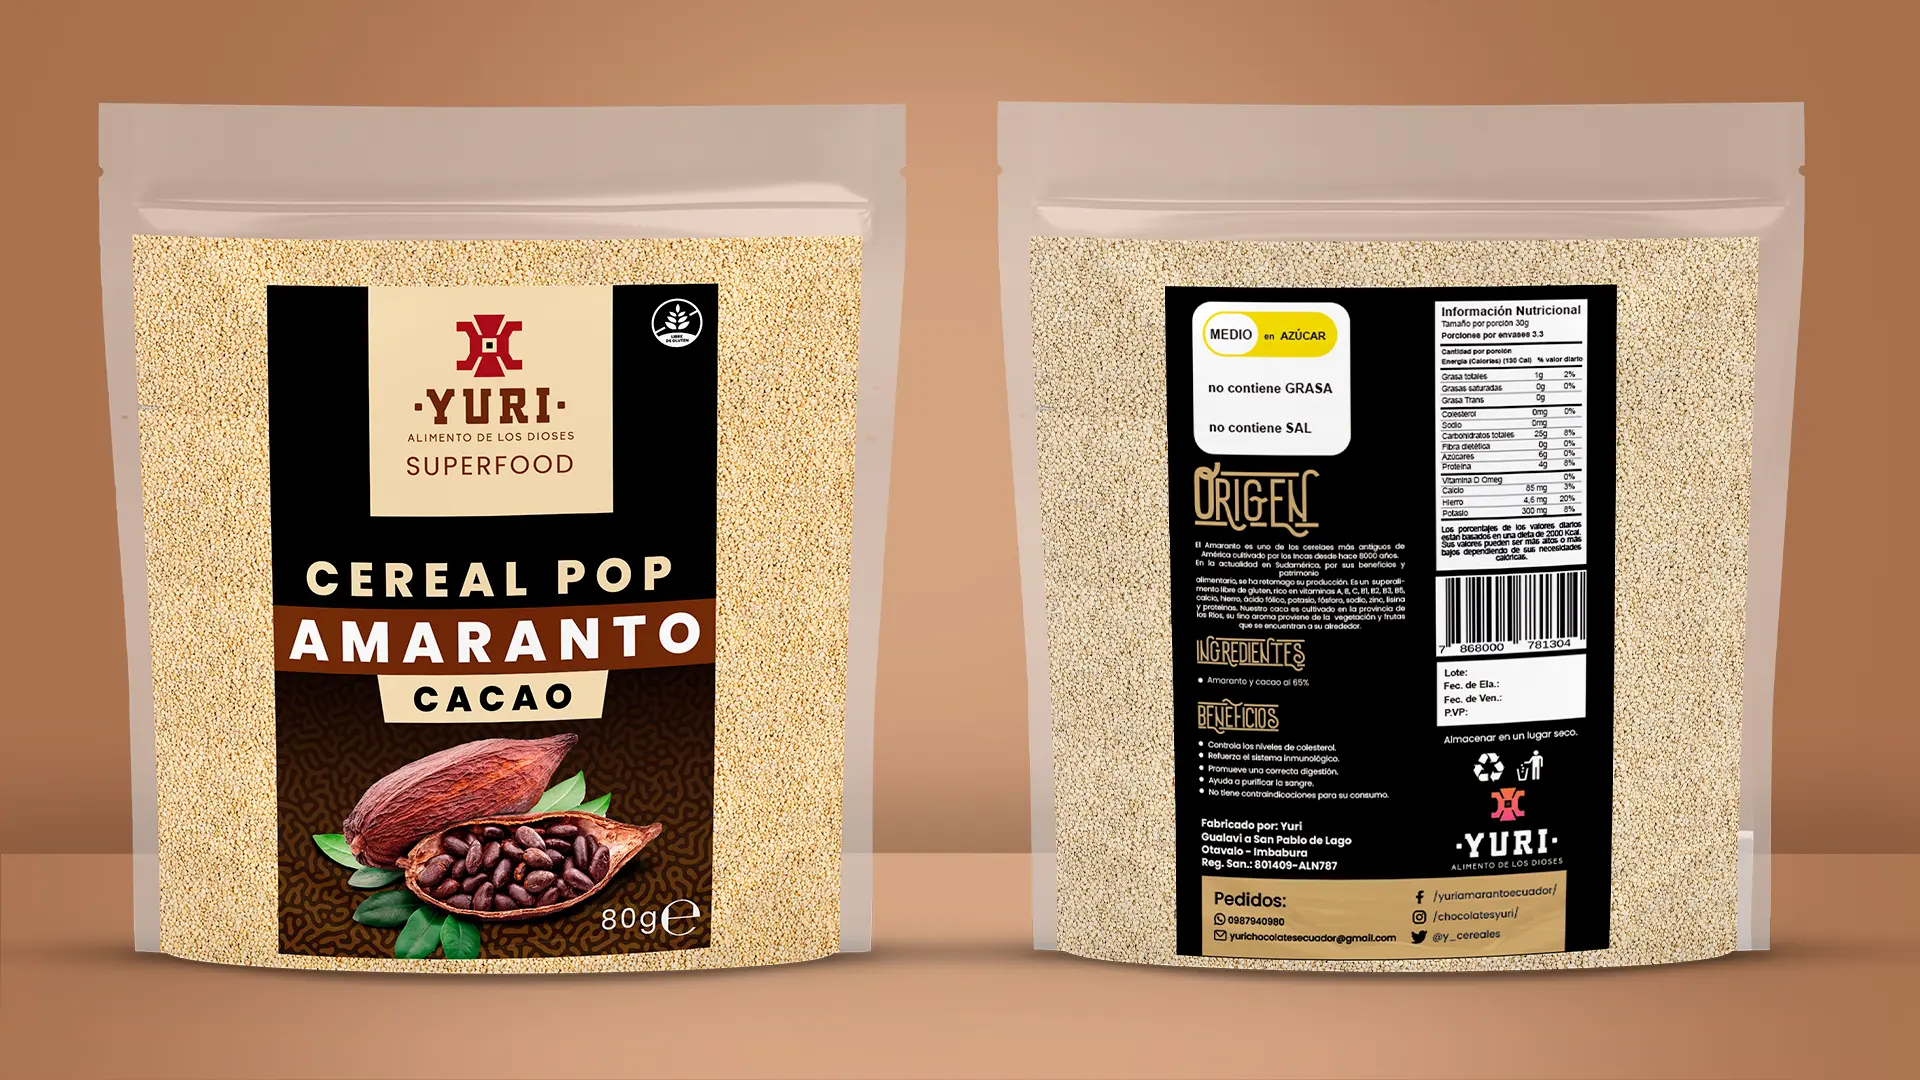 LIBRE
DE GLUTEN
·YURI·
ALIMENTO DE LOS DIOSES
SUPERFOOD
CEREAL POP
AMARANTO
CACAO
80g℮
MEDIO en AZÚCAR
no contiene GRASA
no contiene SAL
ORIGEN
El Amaranto es uno de los cerelaes más antiguos de
América cultivado por los Incas desde hace 8000 años.
En la actualidad en Sudamérica, por sus beneficios y
patrimonio
alimentario, se ha retomago su producción. Es un superali-
mento libre de gluten, rico en vitaminas A, B, C, B1, B2, B3, B5,
calcio, hierro, ácido fólico, potasio, fósforo, sodio, zinc, lisina
y proteínas. Nuestro caca es cultivado en la provincia de
los Ríos, su fino aroma proviene de la vegetación y frutas
que se encuentran a su alrededor.
INGREDIENTES
• Amaranto y cacao al 65%
BENEFICIOS
• Controla los niveles de colesterol.
• Refuerza el sistema inmunológico.
• Promueve una correcta digestión.
• Ayuda a purificar la sangre.
• No tiene contraindicaciones para su consumo.
Fabricado por: Yuri
Gualavi a San Pablo de Lago
Otavalo - Imbabura
Reg. San.: 801409-ALN787
Información Nutricional
Tamaño por porción 30g
Porciones por envases 3.3
Cantidad por porción
Energía (Calorías) (130 Cal) % valor diario
Grasa totales 1g 2%
Grasas saturadas 0g 0%
Grasa Trans 0g
Colesterol 0mg 0%
Sodio 0mg
Carbohidratos totales 25g 8%
Fibra dietética 0g 0%
Azúcares 6g 0%
Proteína 4g 8%
Vitamina D Omeg 0%
Calcio 85 mg 3%
Hierro 4,6 mg 20%
Potasio 300 mg 8%
Los porcentajes de los valores diarios
están basados en una dieta de 2000 Kcal.
Sus valores pueden ser más altos o más
bajos dependiendo de sus necesidades
calóricas.
7 868000 781304
Lote:
Fec. de Ela.:
Fec. de Ven.:
P.VP:
Almacenar en un lugar seco.
·YURI·
ALIMENTO DE LOS DIOSES
Pedidos:
0987940980
yurichocolatesecuador@gmail.com
/yuriamarantoecuador/
/chocolatesyuri/
@y_cereales